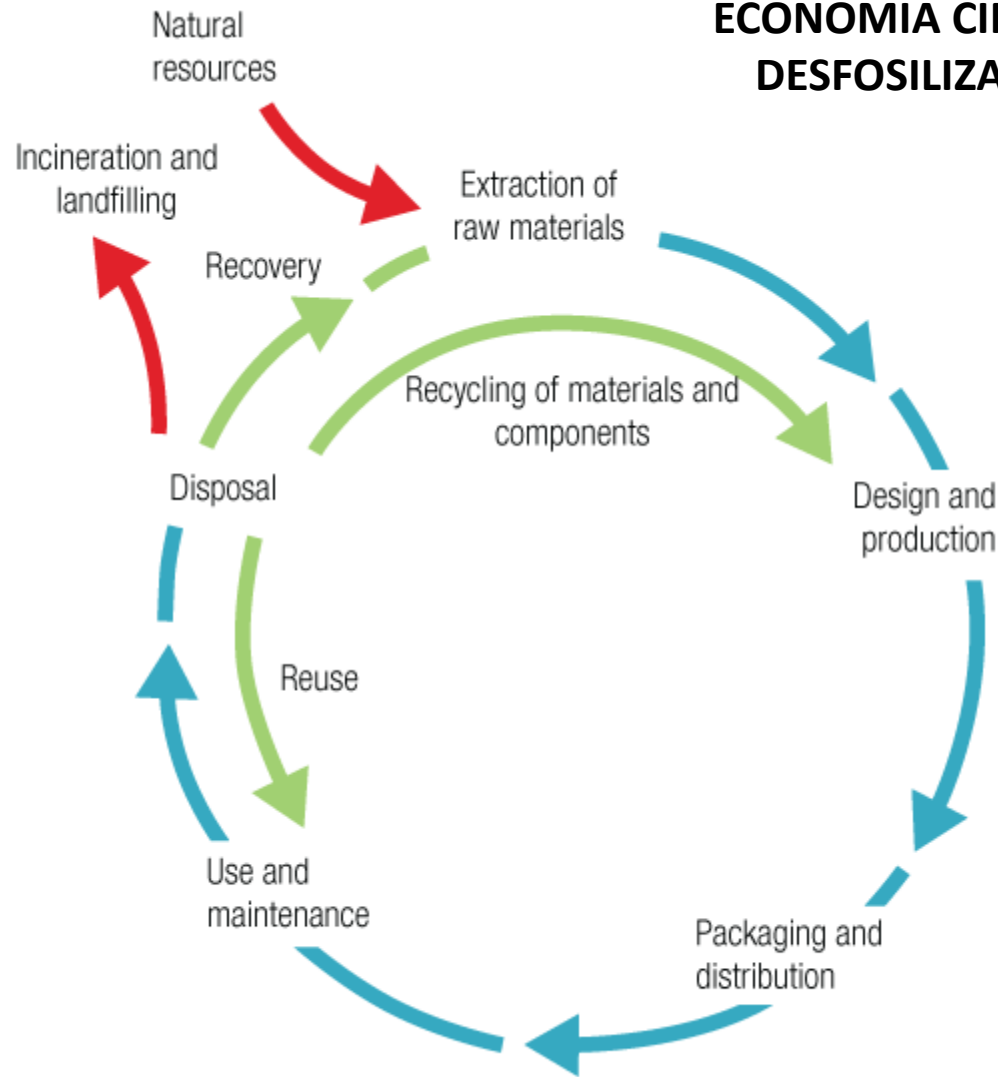 ECONOMIA
DESFOSILIZA
Natural
resources
Incineration and
landfilling
Extraction of
raw materials
Recovery
Recycling of materials and
components
Disposal
Design and
production
Reuse
Use and
maintenance
Packaging and
distribution